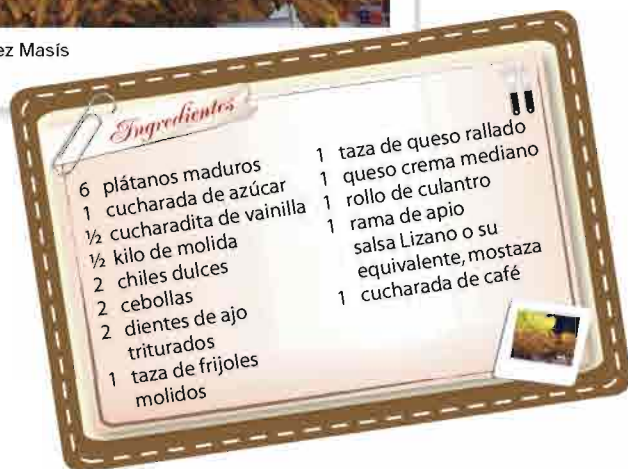 ez Masís
Ingredientes
6 plátanos maduros
1 cucharada de azúcar
½ cucharadita de vainilla
½ kilo de molida
2 chiles dulces
2 cebollas
2 dientes de ajo
triturados
1 taza de frijoles
molidos
1 taza de queso rallado
1 queso crema mediano
1 rollo de culantro
1 rama de apio
salsa Lizano o su
equivalente, mostaza
1 cucharada de café